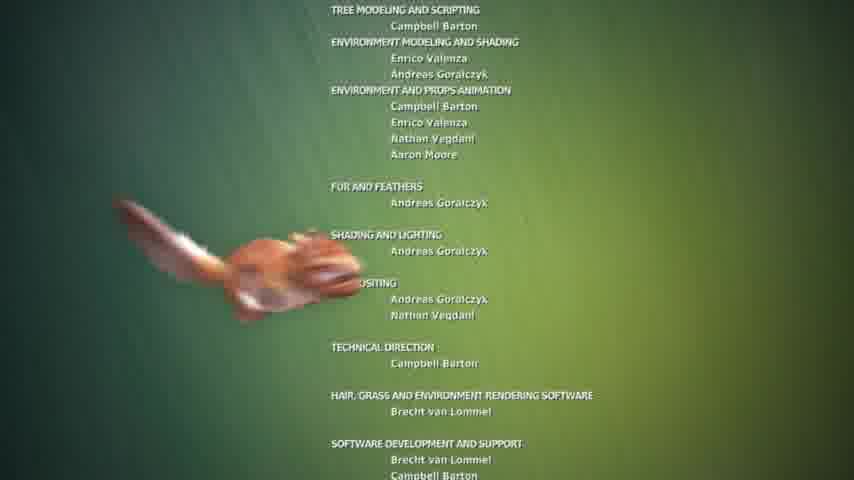 TREE MODELING AND SCRIPTING
Campbell Barton
ENVIRONMENT MODELING AND SHADING
Enrico Valenza
Andreas Goralczyk
ENVIRONMENT AND PROPS ANIMATION
Campbell Barton
Enrico Valenza
Nathan Vegdahl
Aaron Moore
FUR AND FEATHERS
Andreas Goralczyk
SHADING AND LIGHTING
Andreas Goralczyk
OSITING
Andreas Goralczyk
Nathan Vegdahl
TECHNICAL DIRECTION
Campbell Barton
HAIR, GRASS AND ENVIRONMENT RENDERING SOFTWARE
Brecht van Lommel
SOFTWARE DEVELOPMENT AND SUPPORT
Brecht van Lommel
Campbell Barton